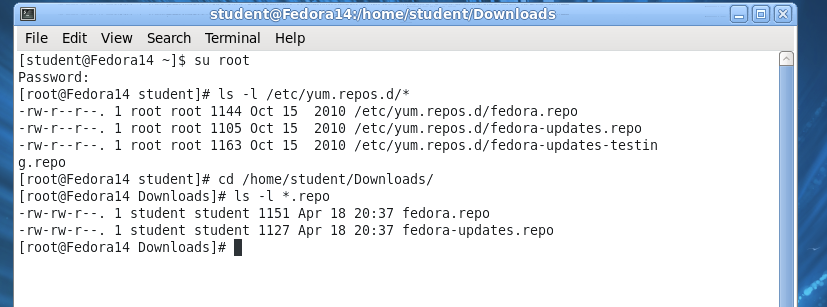 student@Fedora14:/home/student/Downloads
File Edit View Search Terminal Help
[student@Fedora14 ~]$ su root
Password:
[root@Fedora14 student]# ls -l /etc/yum.repos.d/*
-rw-r--r--. 1 root root 1144 Oct 15  2010 /etc/yum.repos.d/fedora.repo
-rw-r--r--. 1 root root 1105 Oct 15  2010 /etc/yum.repos.d/fedora-updates.repo
-rw-r--r--. 1 root root 1163 Oct 15  2010 /etc/yum.repos.d/fedora-updates-testin
g.repo
[root@Fedora14 student]# cd /home/student/Downloads/
[root@Fedora14 Downloads]# ls -l *.repo
-rw-rw-r--. 1 student student 1151 Apr 18 20:37 fedora.repo
-rw-rw-r--. 1 student student 1127 Apr 18 20:37 fedora-updates.repo
[root@Fedora14 Downloads]#